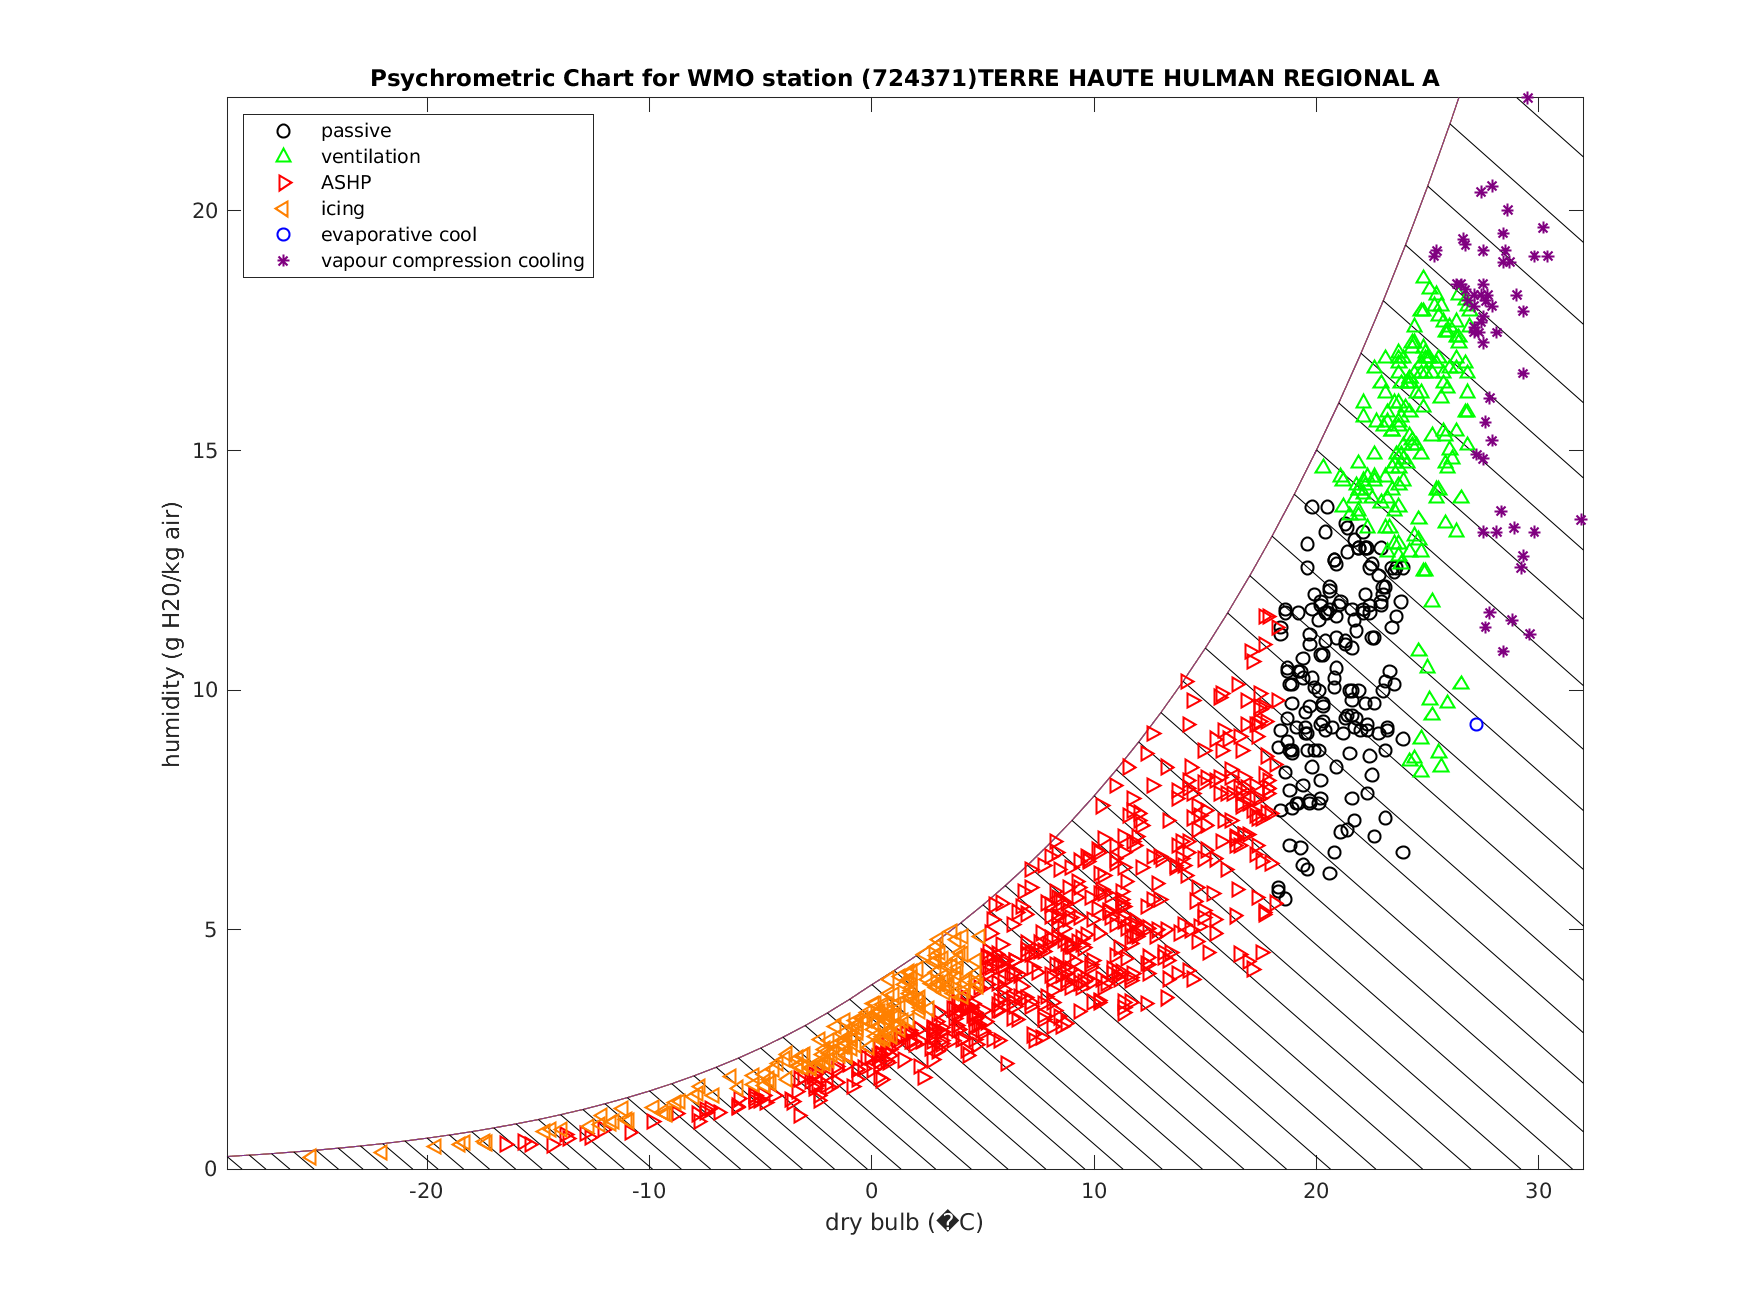 Psychrometric Chart for WMO station (724371)TERRE HAUTE HULMAN REGIONAL A
passive
ventilation
ASHP
icing
evaporative cool
vapour compression cooling
humidity (g H20/kg air)
20
15
10
5
0
-20
-10
0
10
20
30
dry bulb (�C)